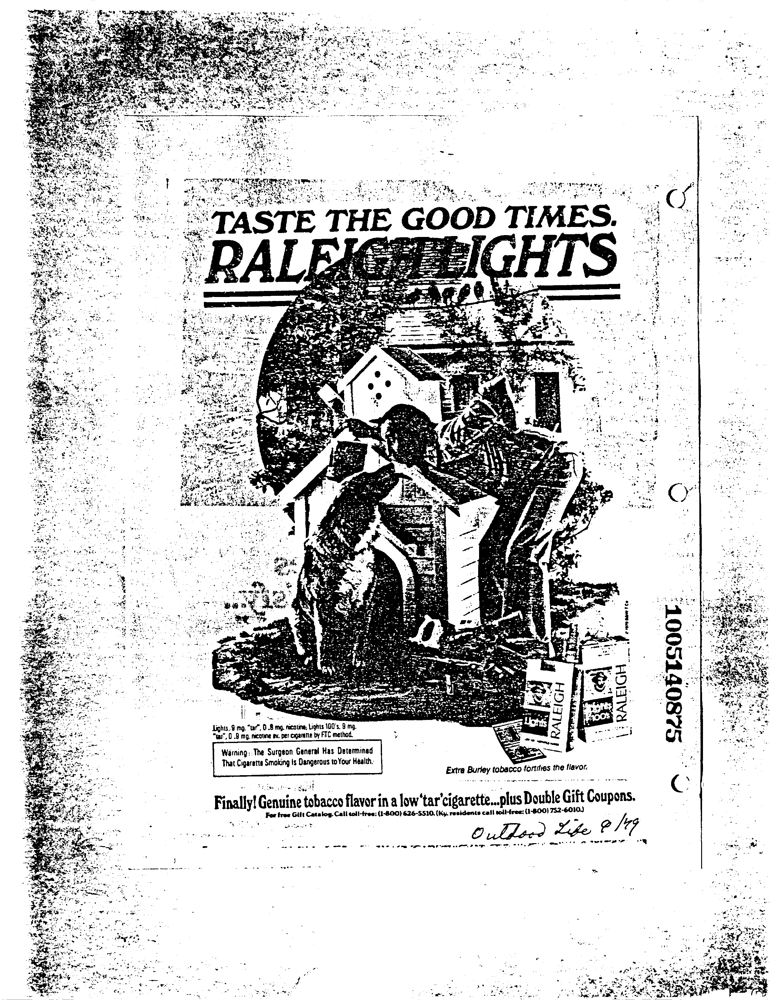 TASTE THE GOOD TIMES.
RALEIGH LIGHTS
Lights, 9 mg. "tar", 0.8 mg. nicotine, Lights 100's, 9 mg.
"tar", 0.8 mg. nicotine av. per cigarette by FTC method.
Warning: The Surgeon General Has Determined
That Cigarette Smoking Is Dangerous to Your Health.
Lights
RALEIGH
Lights
100's
RALEIGH
Extra Burley tobacco fortifies the flavor.
Finally! Genuine tobacco flavor in a low 'tar' cigarette...plus Double Gift Coupons.
For free Gift Catalog, Call toll-free: (1-800) 626-5510. (Ky. residents call toll-free: (1-800) 752-6010.)
Outdoor Life 9/79
1005140875